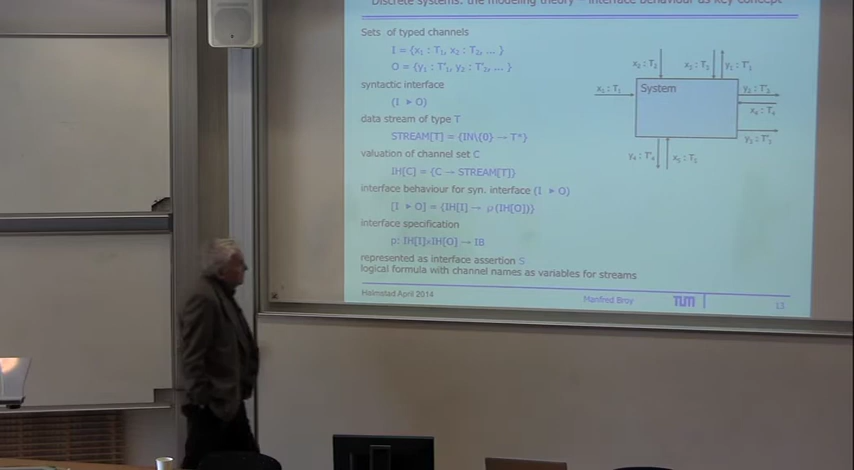 Discrete systems: the modeling theory – interface behaviour as key concept
Sets of typed channels
I = {x₁ : T₁, x₂ : T₂, ... }
O = {y₁ : T'₁, y₂ : T'₂, ... }
syntactic interface
(I ▸ O)
data stream of type T
STREAM[T] = {IN\{0} → T*}
valuation of channel set C
IH[C] = {C → STREAM[T]}
interface behaviour for syn. interface (I ▸ O)
[I ▸ O] = {IH[I] → ℘(IH[O])}
interface specification
p: IH[I]×IH[O] → IB
represented as interface assertion S
logical formula with channel names as variables for streams
x₁ : T₁
System
Halmstad April 2014
Manfred Broy
TUM
13